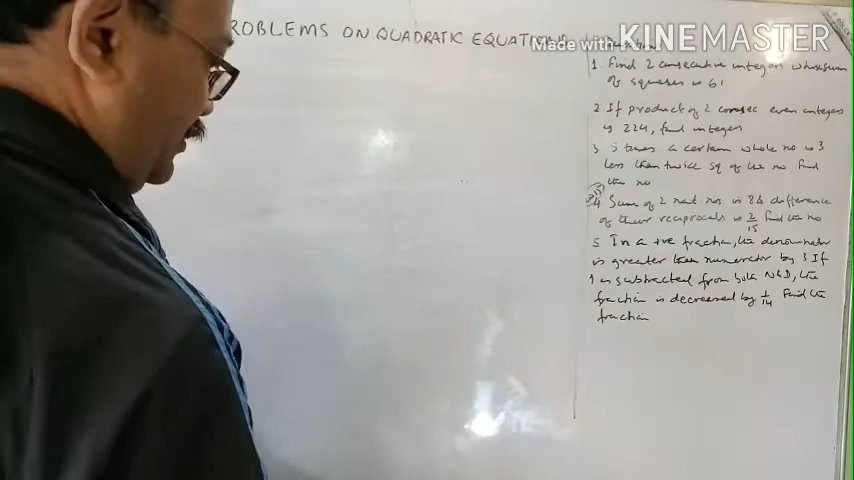 ROBLEMS ON QUADRATIC EQUATIONS
Made with KINEMASTER
1 Find 2 consecutive integers whose sum
of squares is 61
2 If product of 2 consec even integers
is 224, find integers
3 5 times a certain whole no is 3
less than twice sq of the no find
the no
4 Sum of 2 nat. nos is 8 & difference
of their reciprocals is 2/15 find the no
5 In a +ve fraction, the denominator
is greater than numerator by 3 If
1 is subtracted from both N&D, the
fraction is decreased by 1/14 Find the
fraction